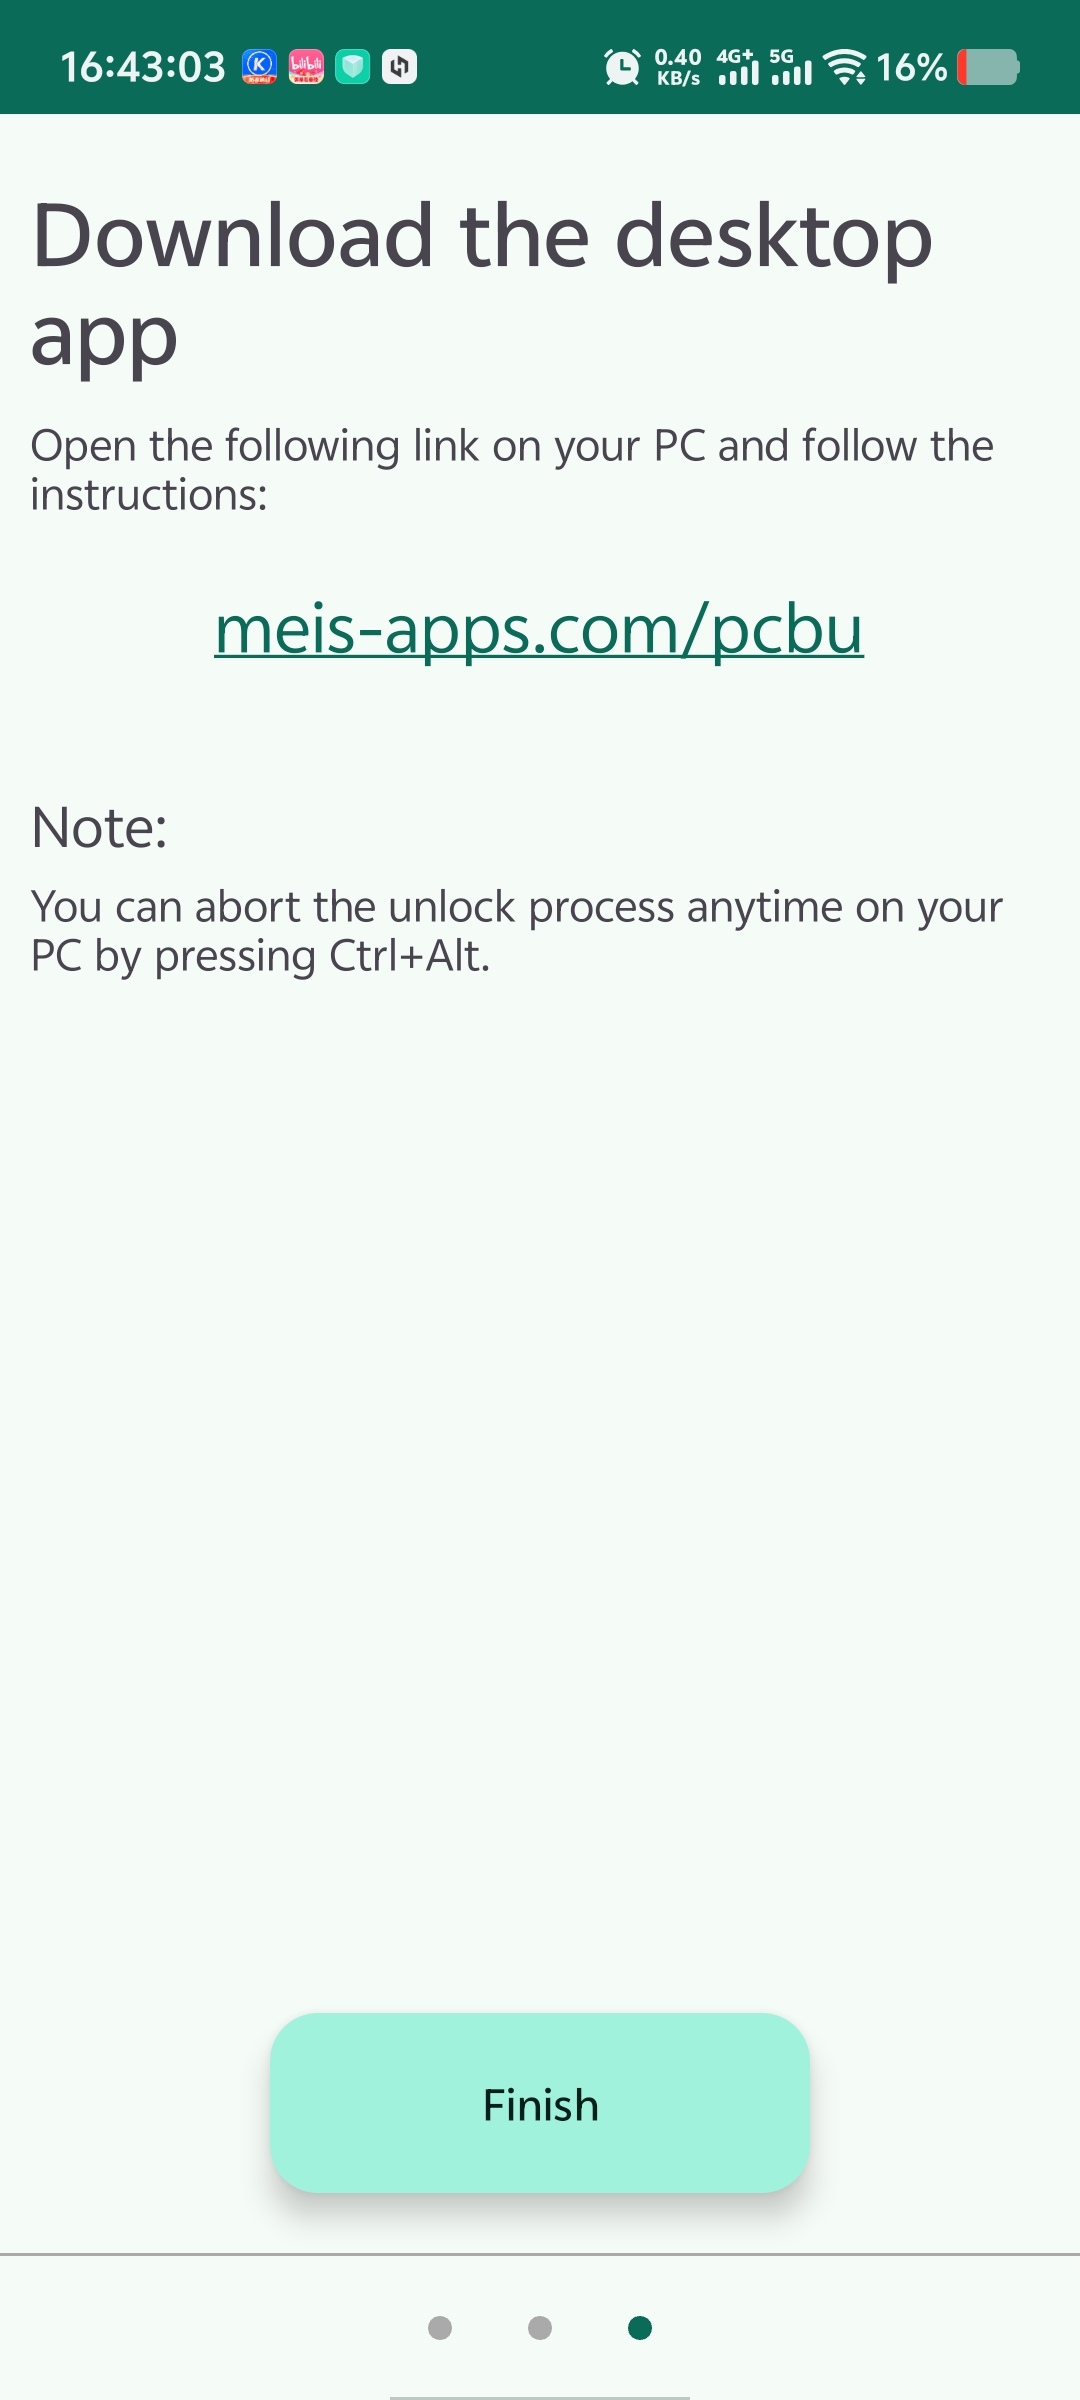 16:43:03
0.40 KB/s 4G+ 5G 16%
Download the desktop
app
Open the following link on your PC and follow the
instructions:
meis-apps.com/pcbu
Note:
You can abort the unlock process anytime on your
PC by pressing Ctrl+Alt.
Finish